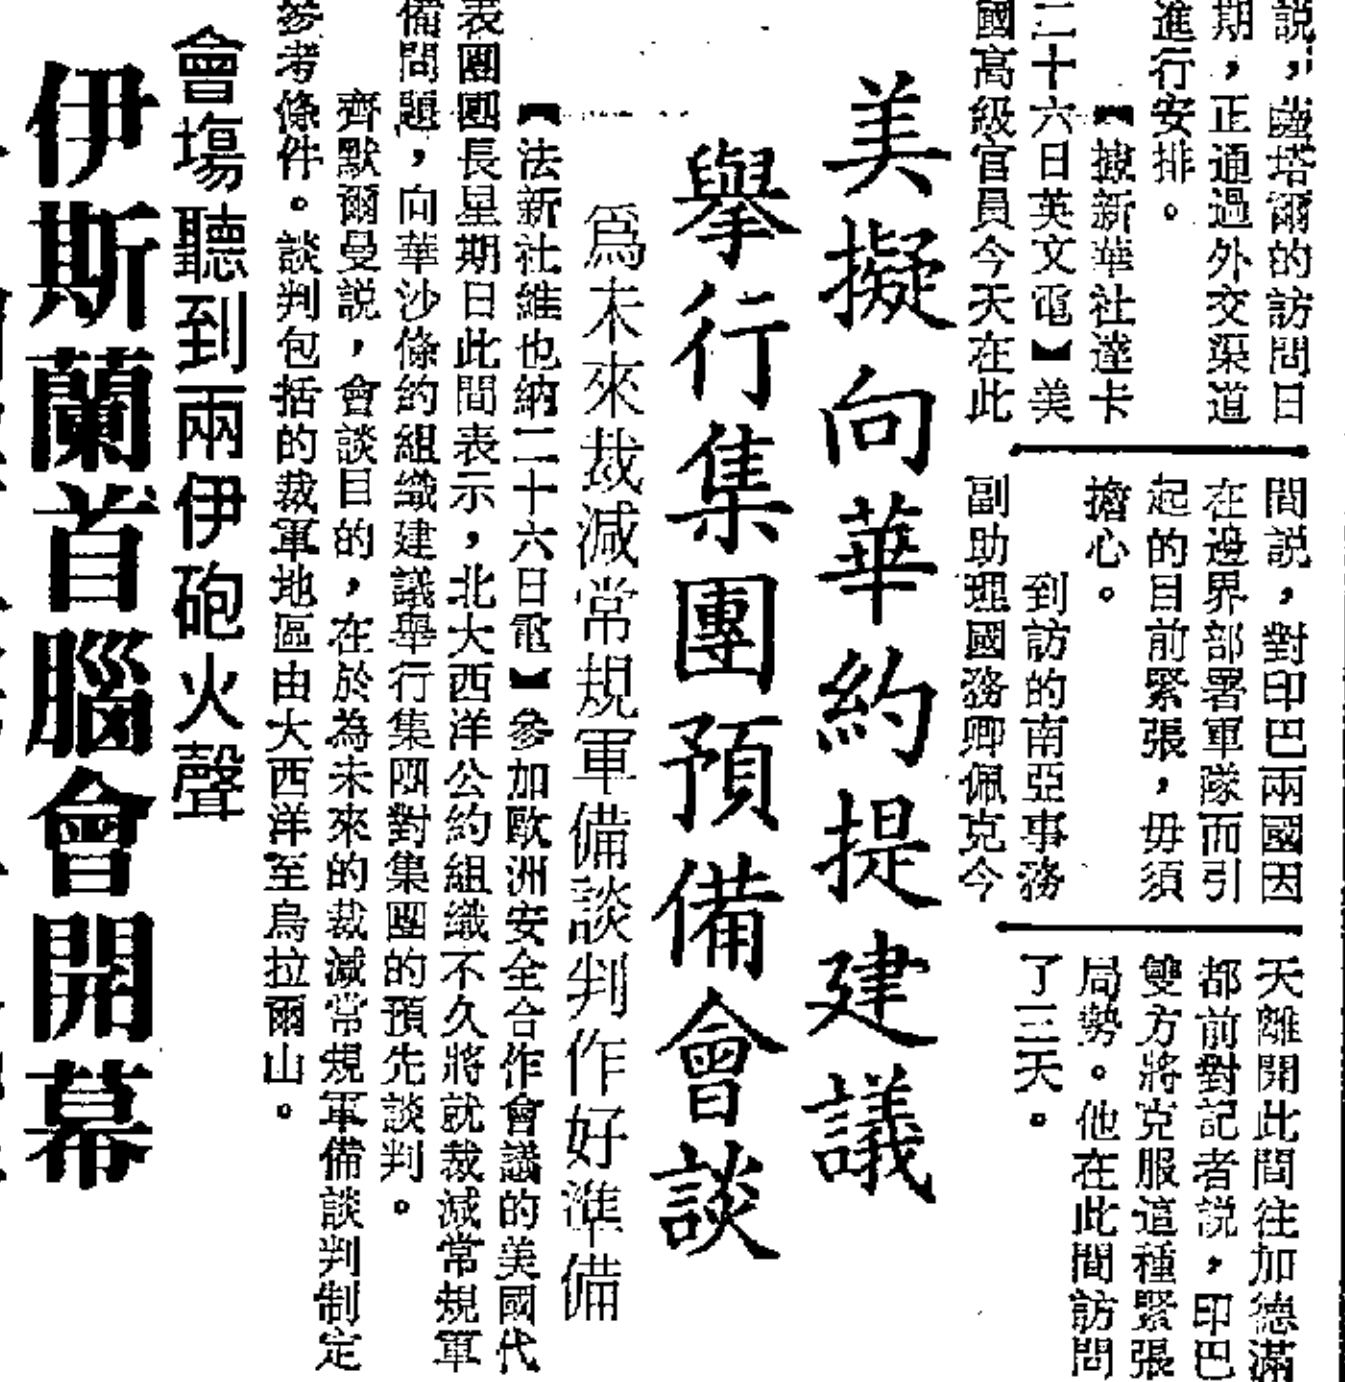 説，薩塔爾的訪問日
期，正通過外交渠道
進行安排。
【據新華社達卡
二十六日英文電】美
國高級官員今天在此
間説，對印巴兩國因
在邊界部署軍隊而引
起的目前緊張，毋須
擔心。
到訪的南亞事務
副助理國務卿佩克今
天離開此間往加德滿
都前對記者説，印巴
雙方將克服這種緊張
局勢。他在此間訪問
了三天。
美擬向華約提建議
舉行集團預備會談
爲未來裁減常規軍備談判作好準備
【法新社維也納二十六日電】參加歐洲安全合作會議的美國代
表團團長星期日此間表示，北大西洋公約組織不久將就裁減常規軍
備問題，向華沙條約組織建議舉行集團對集團的預先談判。
齊默爾曼説，會談目的，在於為未來的裁減常規軍備談判制定
參考條件。談判包括的裁軍地區由大西洋至烏拉爾山。
會場聽到兩伊砲火聲
伊斯蘭首腦會開幕